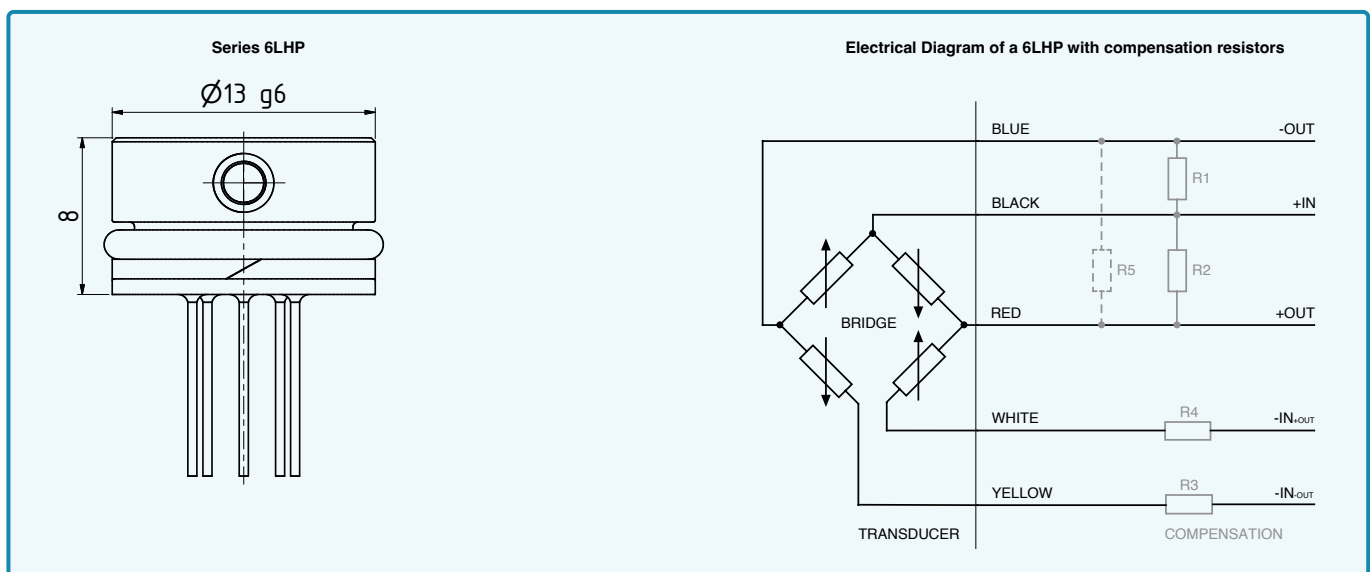 Series 6LHP
Ø13 g6
8
Electrical Diagram of a 6LHP with compensation resistors
BLUE
-OUT
R1
BLACK
+IN
R5
R2
BRIDGE
RED
+OUT
WHITE
R4
-IN+OUT
YELLOW
R3
-IN-OUT
TRANSDUCER
COMPENSATION